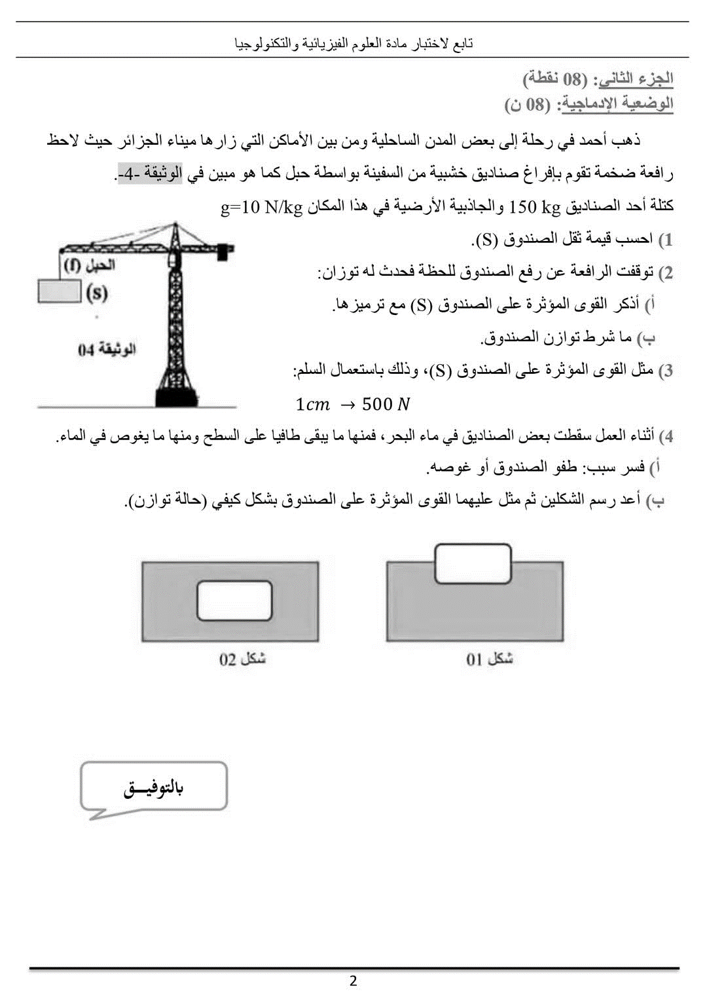 تابع لاختبار مادة العلوم الفيزيائية والتكنولوجيا
الجزء الثاني: (08 نقطة)
الوضعية الإدماجية: (08 ن)
ذهب أحمد في رحلة إلى بعض المدن الساحلية ومن بين الأماكن التي زارها ميناء الجزائر حيث لاحظ
رافعة ضخمة تقوم بإفراغ صناديق خشبية من السفينة بواسطة حبل كما هو مبين في الوثيقة -4-.
كتلة أحد الصناديق 150 kg والجاذبية الأرضية في هذا المكان g=10 N/kg
1) احسب قيمة ثقل الصندوق (S).
2) توقفت الرافعة عن رفع الصندوق للحظة فحدث له توزان:
أ) أذكر القوى المؤثرة على الصندوق (S) مع ترميزها.
ب) ما شرط توازن الصندوق.
3) مثل القوى المؤثرة على الصندوق (S)، وذلك باستعمال السلم:
1cm → 500 N
الحبل (f)
(s)
الوثيقة 04
4) أثناء العمل سقطت بعض الصناديق في ماء البحر، فمنها ما يبقى طافيا على السطح ومنها ما يغوص في الماء.
أ) فسر سبب: طفو الصندوق أو غوصه.
ب) أعد رسم الشكلين ثم مثل عليهما القوى المؤثرة على الصندوق بشكل كيفي (حالة توازن).
شكل 01
شكل 02
بالتوفيــق
2